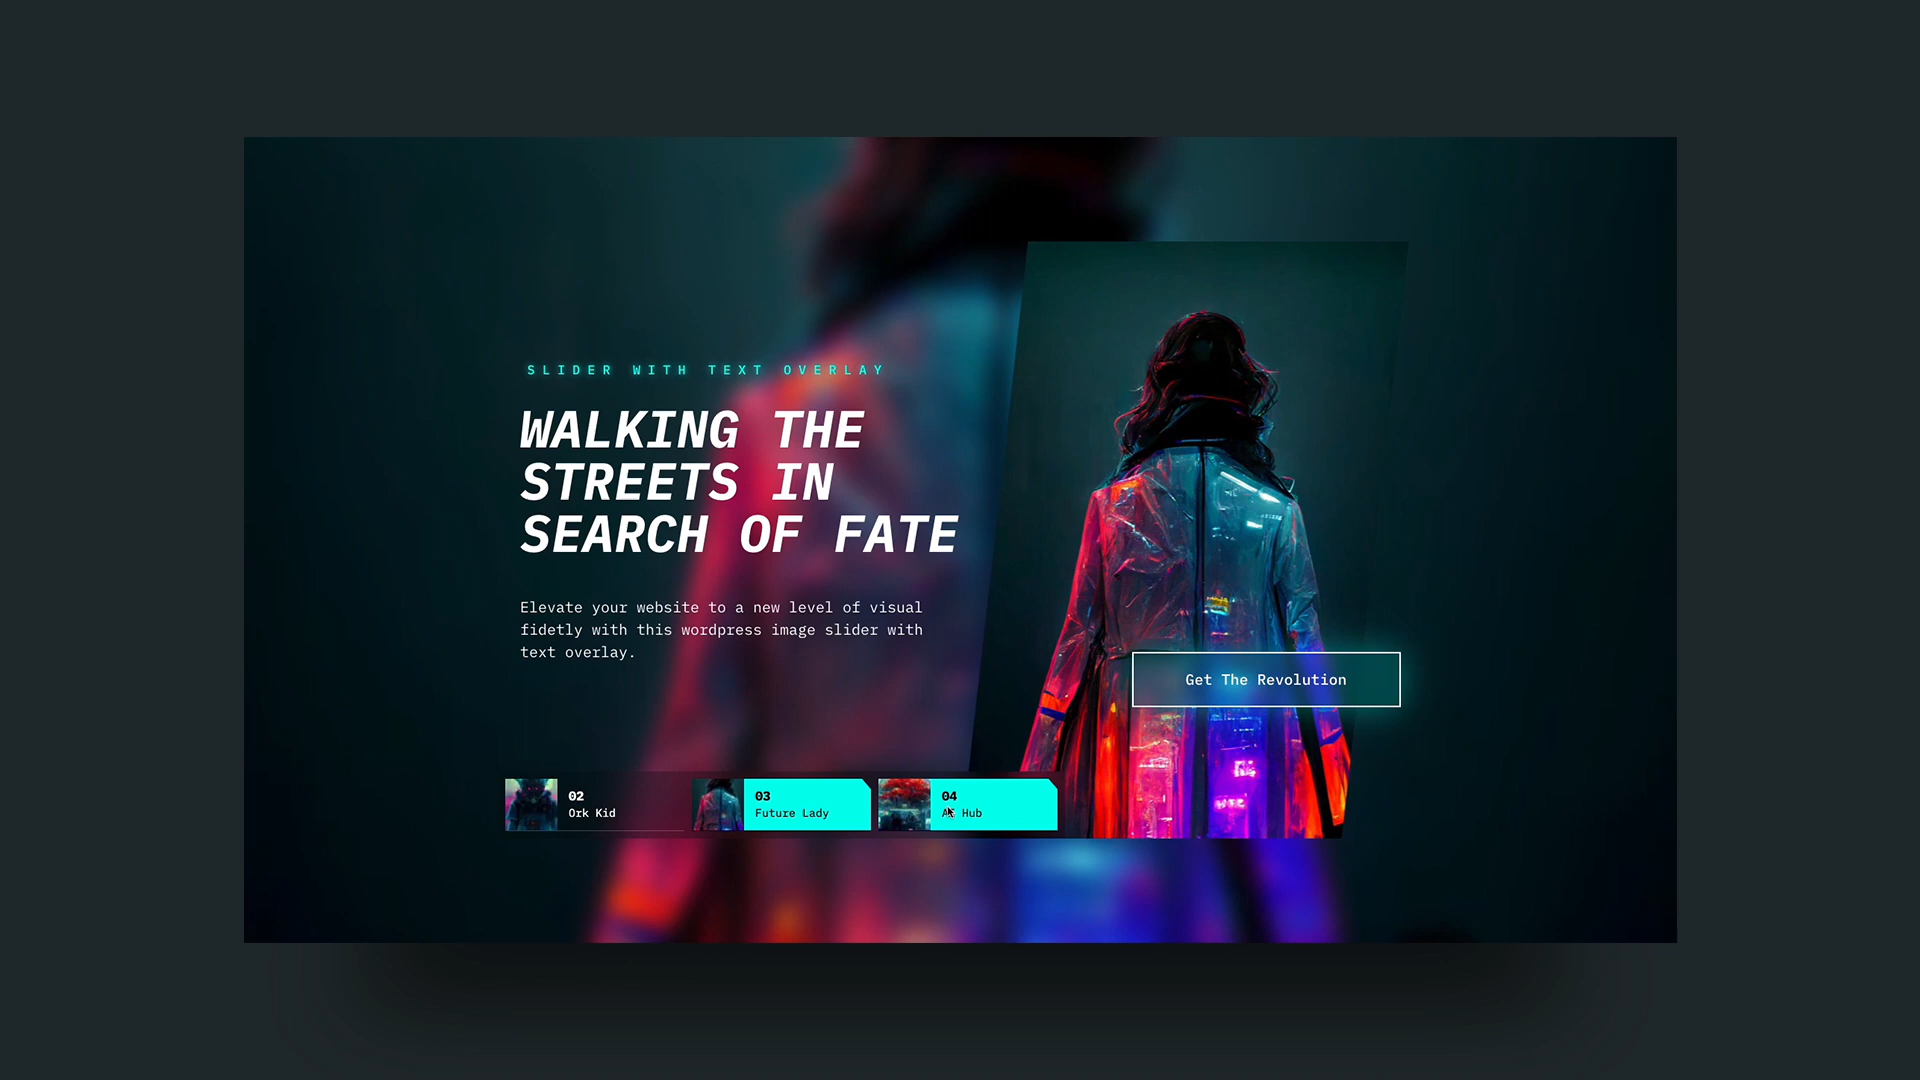 SLIDER WITH TEXT OVERLAY
WALKING THE
STREETS IN
SEARCH OF FATE
Elevate your website to a new level of visual
fidetly with this wordpress image slider with
text overlay.
Get The Revolution
02
Ork Kid
03
Future Lady
04
Hub